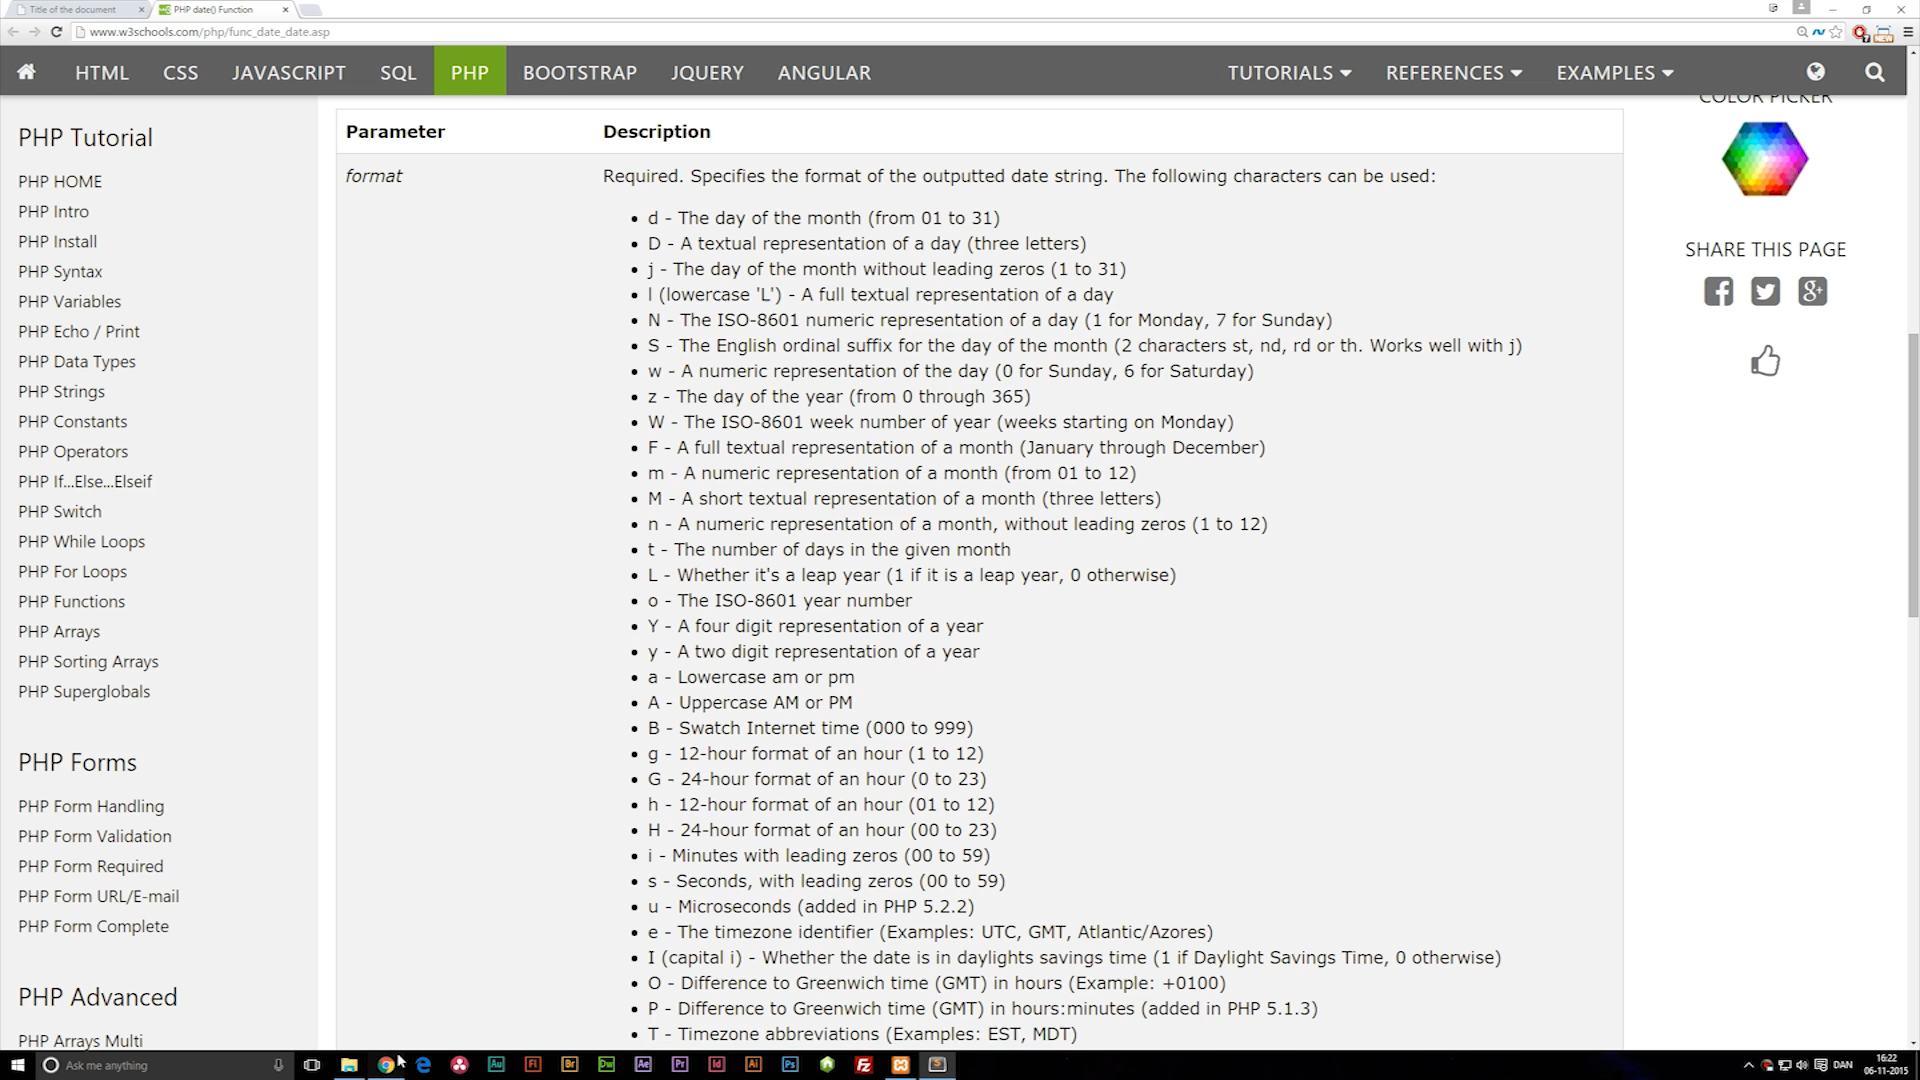 Title of the document
PHP date() Function
www.w3schools.com/php/func_date_date.asp
NEW
HTML CSS JAVASCRIPT SQL PHP BOOTSTRAP JQUERY ANGULAR TUTORIALS REFERENCES EXAMPLES
PHP Tutorial
PHP HOME
PHP Intro
PHP Install
PHP Syntax
PHP Variables
PHP Echo / Print
PHP Data Types
PHP Strings
PHP Constants
PHP Operators
PHP If...Else...Elseif
PHP Switch
PHP While Loops
PHP For Loops
PHP Functions
PHP Arrays
PHP Sorting Arrays
PHP Superglobals
PHP Forms
PHP Form Handling
PHP Form Validation
PHP Form Required
PHP Form URL/E-mail
PHP Form Complete
PHP Advanced
PHP Arrays Multi
Parameter Description
format Required. Specifies the format of the outputted date string. The following characters can be used:
• d - The day of the month (from 01 to 31)
• D - A textual representation of a day (three letters)
• j - The day of the month without leading zeros (1 to 31)
• l (lowercase 'L') - A full textual representation of a day
• N - The ISO-8601 numeric representation of a day (1 for Monday, 7 for Sunday)
• S - The English ordinal suffix for the day of the month (2 characters st, nd, rd or th. Works well with j)
• w - A numeric representation of the day (0 for Sunday, 6 for Saturday)
• z - The day of the year (from 0 through 365)
• W - The ISO-8601 week number of year (weeks starting on Monday)
• F - A full textual representation of a month (January through December)
• m - A numeric representation of a month (from 01 to 12)
• M - A short textual representation of a month (three letters)
• n - A numeric representation of a month, without leading zeros (1 to 12)
• t - The number of days in the given month
• L - Whether it's a leap year (1 if it is a leap year, 0 otherwise)
• o - The ISO-8601 year number
• Y - A four digit representation of a year
• y - A two digit representation of a year
• a - Lowercase am or pm
• A - Uppercase AM or PM
• B - Swatch Internet time (000 to 999)
• g - 12-hour format of an hour (1 to 12)
• G - 24-hour format of an hour (0 to 23)
• h - 12-hour format of an hour (01 to 12)
• H - 24-hour format of an hour (00 to 23)
• i - Minutes with leading zeros (00 to 59)
• s - Seconds, with leading zeros (00 to 59)
• u - Microseconds (added in PHP 5.2.2)
• e - The timezone identifier (Examples: UTC, GMT, Atlantic/Azores)
• I (capital i) - Whether the date is in daylights savings time (1 if Daylight Savings Time, 0 otherwise)
• O - Difference to Greenwich time (GMT) in hours (Example: +0100)
• P - Difference to Greenwich time (GMT) in hours:minutes (added in PHP 5.1.3)
• T - Timezone abbreviations (Examples: EST, MDT)
COLOR PICKER
SHARE THIS PAGE
Ask me anything
Au Fl Br Dw Ae Pr Id Ai Ps Fz
DAN
16:22
06-11-2015